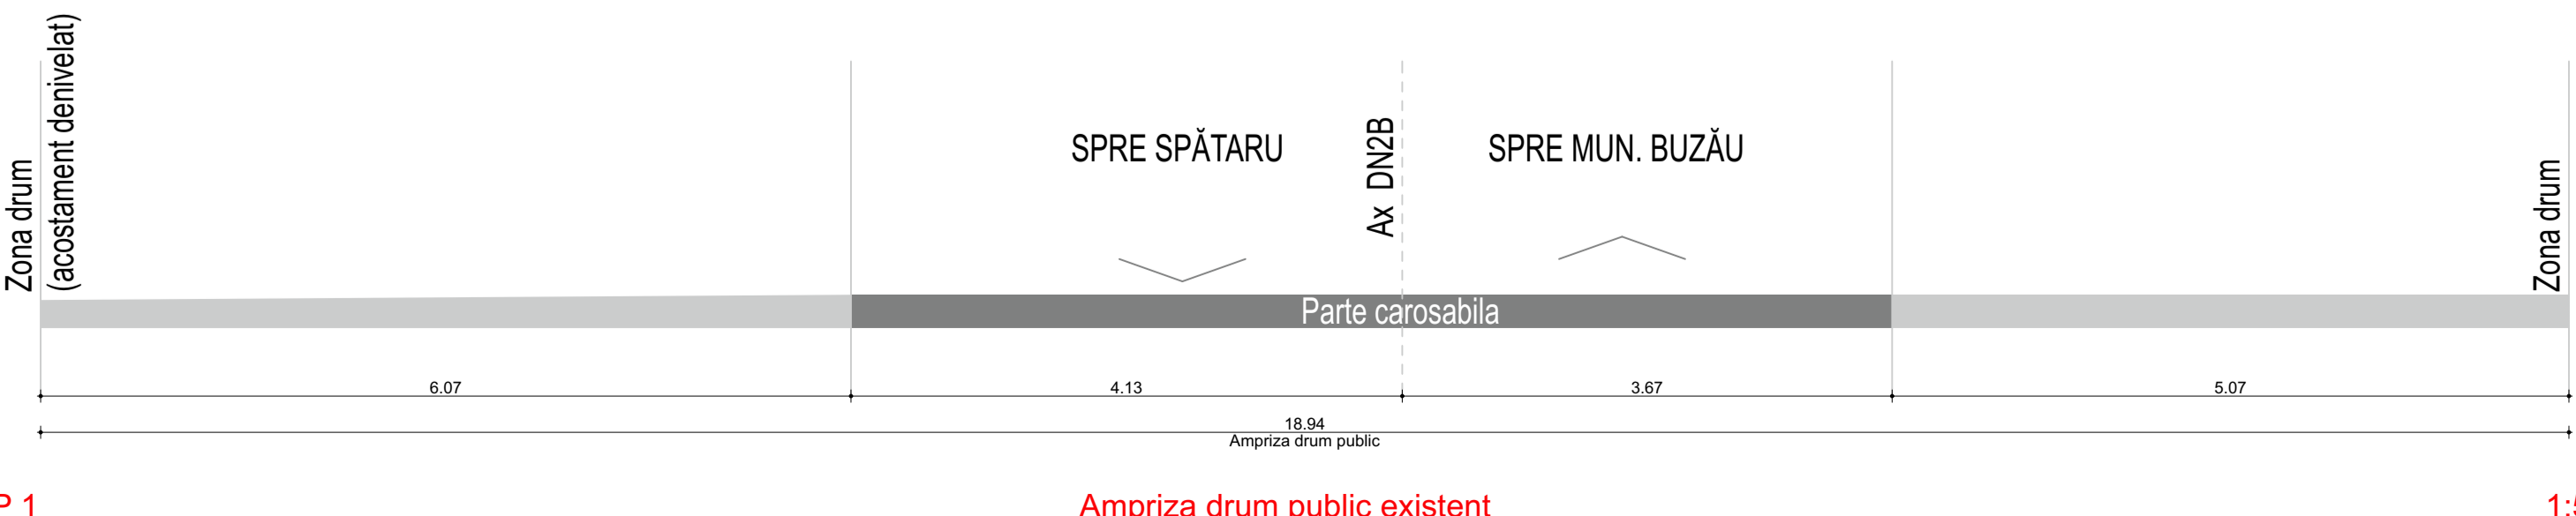 Zona drum
(acostament denivelat)
SPRE SPĂTARU
Ax DN2B
SPRE MUN. BUZĂU
Zona drum
Parte carosabila
6.07
4.13
3.67
5.07
18.94
Ampriza drum public
P 1
Ampriza drum public existent